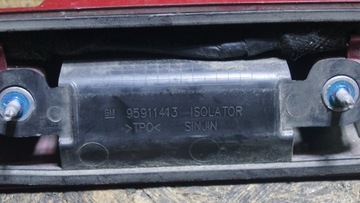 GM 95911443 ISOLATOR
>TPO< SINJIN